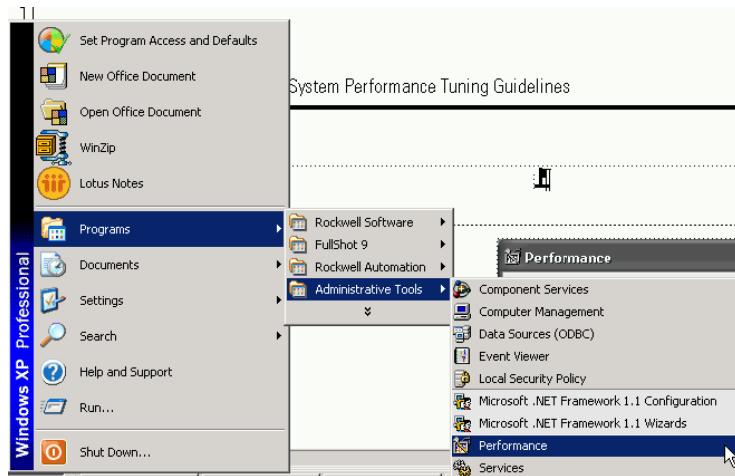 Set Program Access and Defaults
New Office Document
System Performance Tuning Guidelines
Open Office Document
WinZip
Lotus Notes
Programs
Rockwell Software
FullShot 9
Performance
Documents
Rockwell Automation
Settings
Administrative Tools
Component Services
Computer Management
Search
Data Sources (ODBC)
Event Viewer
Help and Support
Local Security Policy
Run...
Microsoft .NET Framework 1.1 Configuration
Microsoft .NET Framework 1.1 Wizards
Shut Down...
Performance
Services
Windows XP Professional